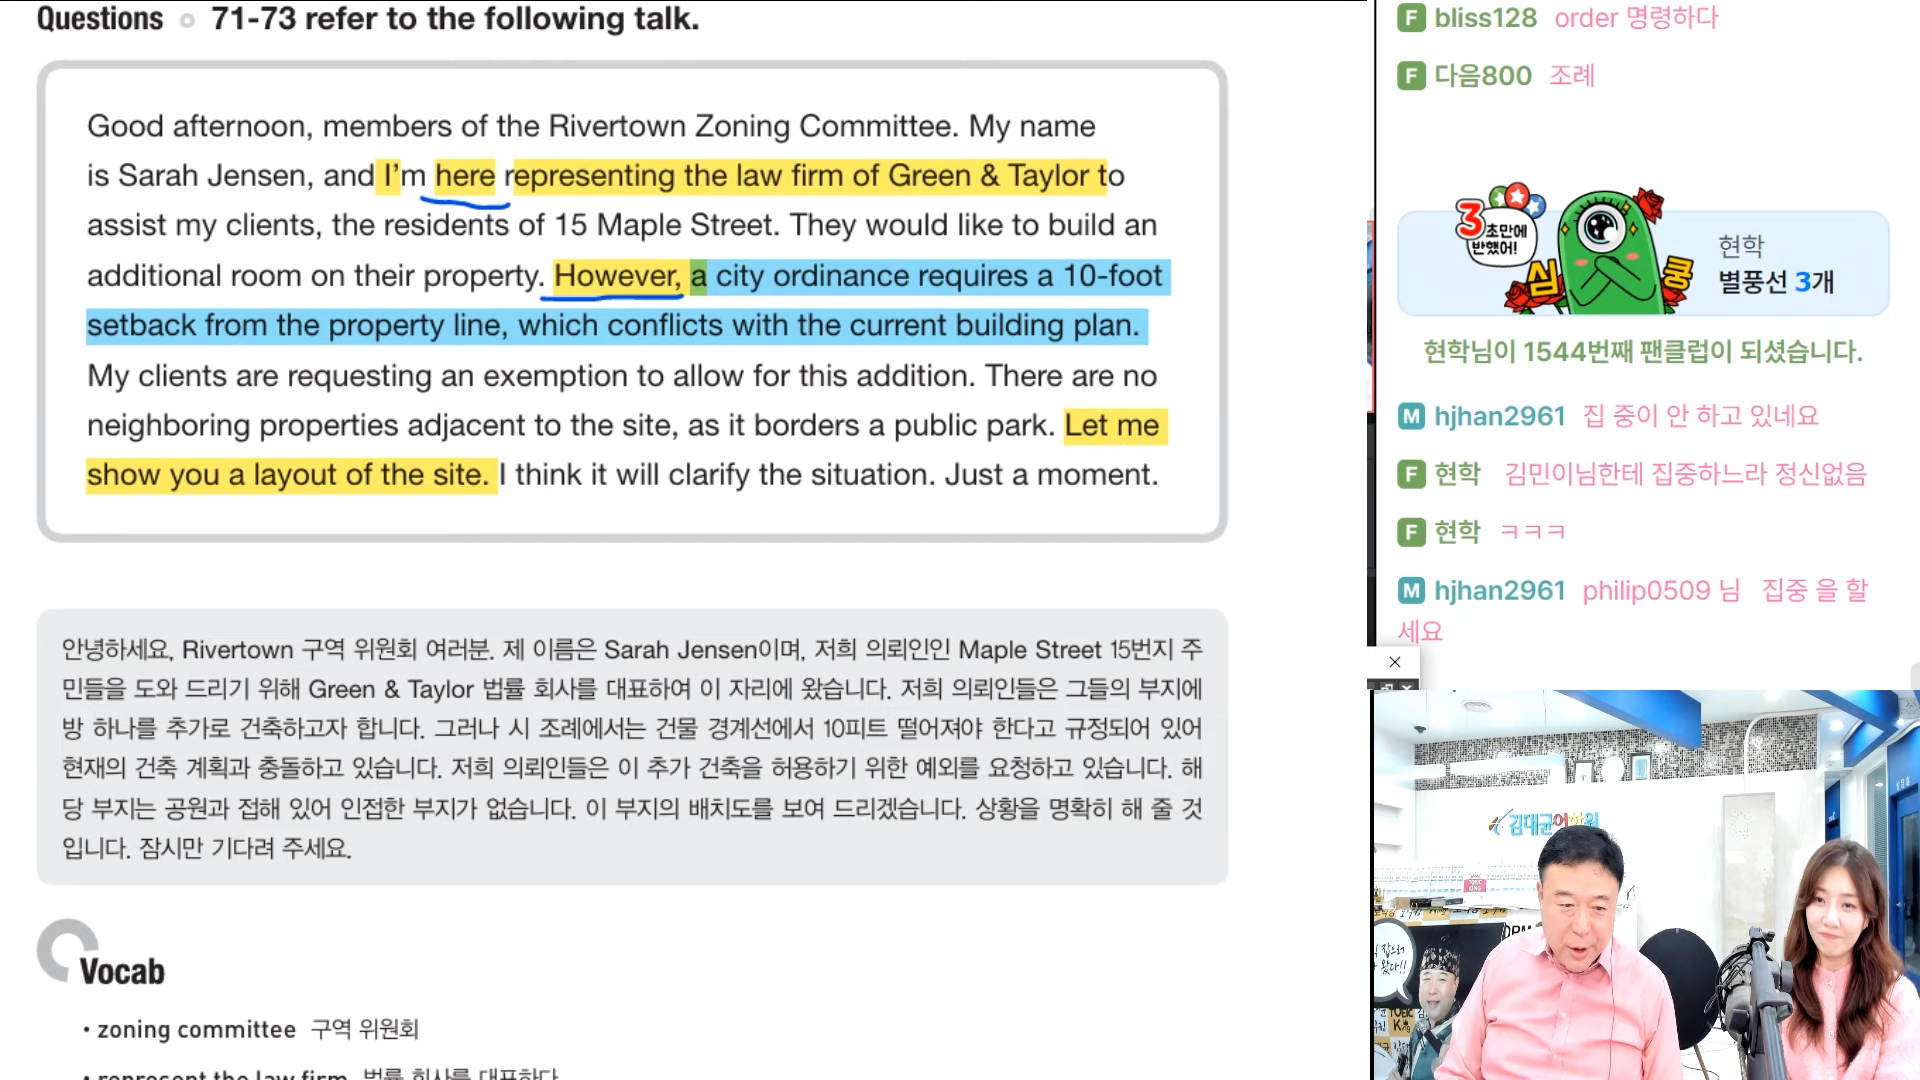 Questions 71-73 refer to the following talk.
Good afternoon, members of the Rivertown Zoning Committee. My name
is Sarah Jensen, and I'm here representing the law firm of Green & Taylor to
assist my clients, the residents of 15 Maple Street. They would like to build an
additional room on their property. However, a city ordinance requires a 10-foot
setback from the property line, which conflicts with the current building plan.
My clients are requesting an exemption to allow for this addition. There are no
neighboring properties adjacent to the site, as it borders a public park. Let me
show you a layout of the site. I think it will clarify the situation. Just a moment.
안녕하세요, Rivertown 구역 위원회 여러분. 제 이름은 Sarah Jensen이며, 저희 의뢰인인 Maple Street 15번지 주
민들을 도와 드리기 위해 Green & Taylor 법률 회사를 대표하여 이 자리에 왔습니다. 저희 의뢰인들은 그들의 부지에
방 하나를 추가로 건축하고자 합니다. 그러나 시 조례에서는 건물 경계선에서 10피트 떨어져야 한다고 규정되어 있어
현재의 건축 계획과 충돌하고 있습니다. 저희 의뢰인들은 이 추가 건축을 허용하기 위한 예외를 요청하고 있습니다. 해
당 부지는 공원과 접해 있어 인접한 부지가 없습니다. 이 부지의 배치도를 보여 드리겠습니다. 상황을 명확히 해 줄 것
입니다. 잠시만 기다려 주세요.
Vocab
• zoning committee 구역 위원회
• represent the law firm 법률 회사를 대표하다
F bliss128 order 명령하다
F 다음800 조례
3초만에
반했어!
심쿵
현학
별풍선 3개
현학님이 1544번째 팬클럽이 되셨습니다.
M hjhan2961 집 중이 안 하고 있네요
F 현학 김민이님한테 집중하느라 정신없음
F 현학 ㅋㅋㅋ
M hjhan2961 philip0509 님 집중 을 할
세요
김대균어학원